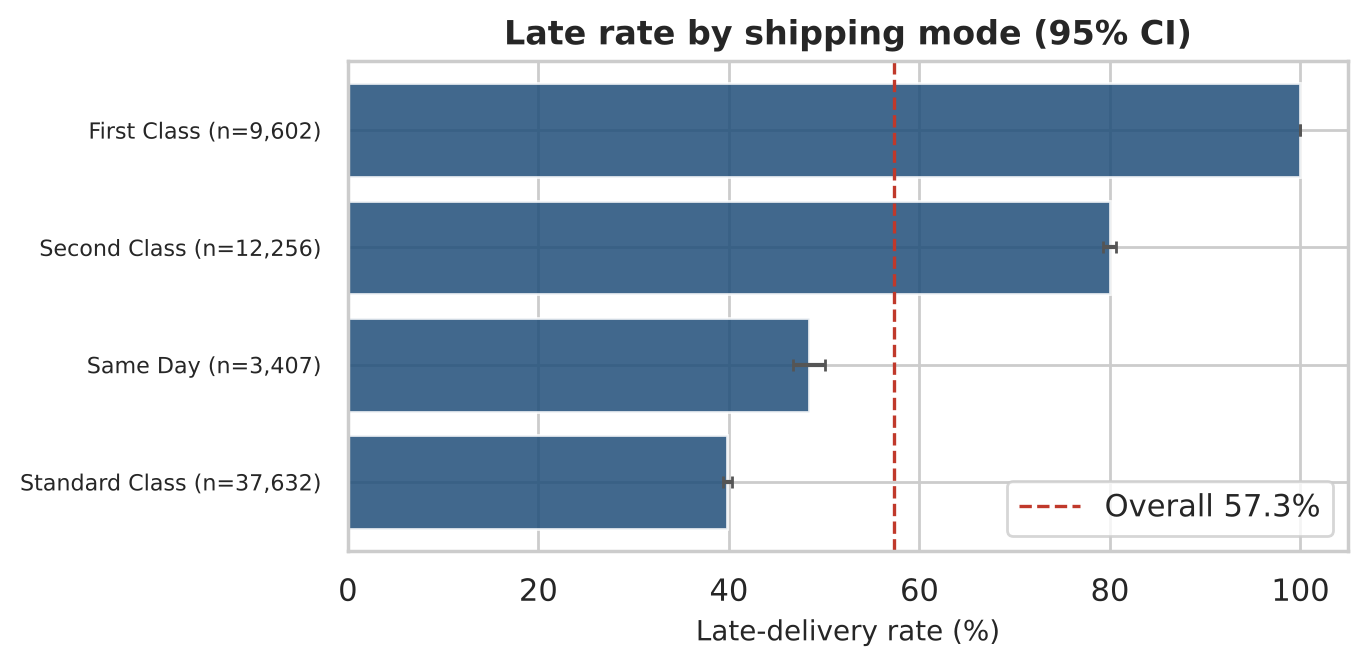 Late rate by shipping mode (95% CI)
First Class (n=9,602)
Second Class (n=12,256)
Same Day (n=3,407)
Standard Class (n=37,632)
Overall 57.3%
0 20 40 60 80 100
Late-delivery rate (%)